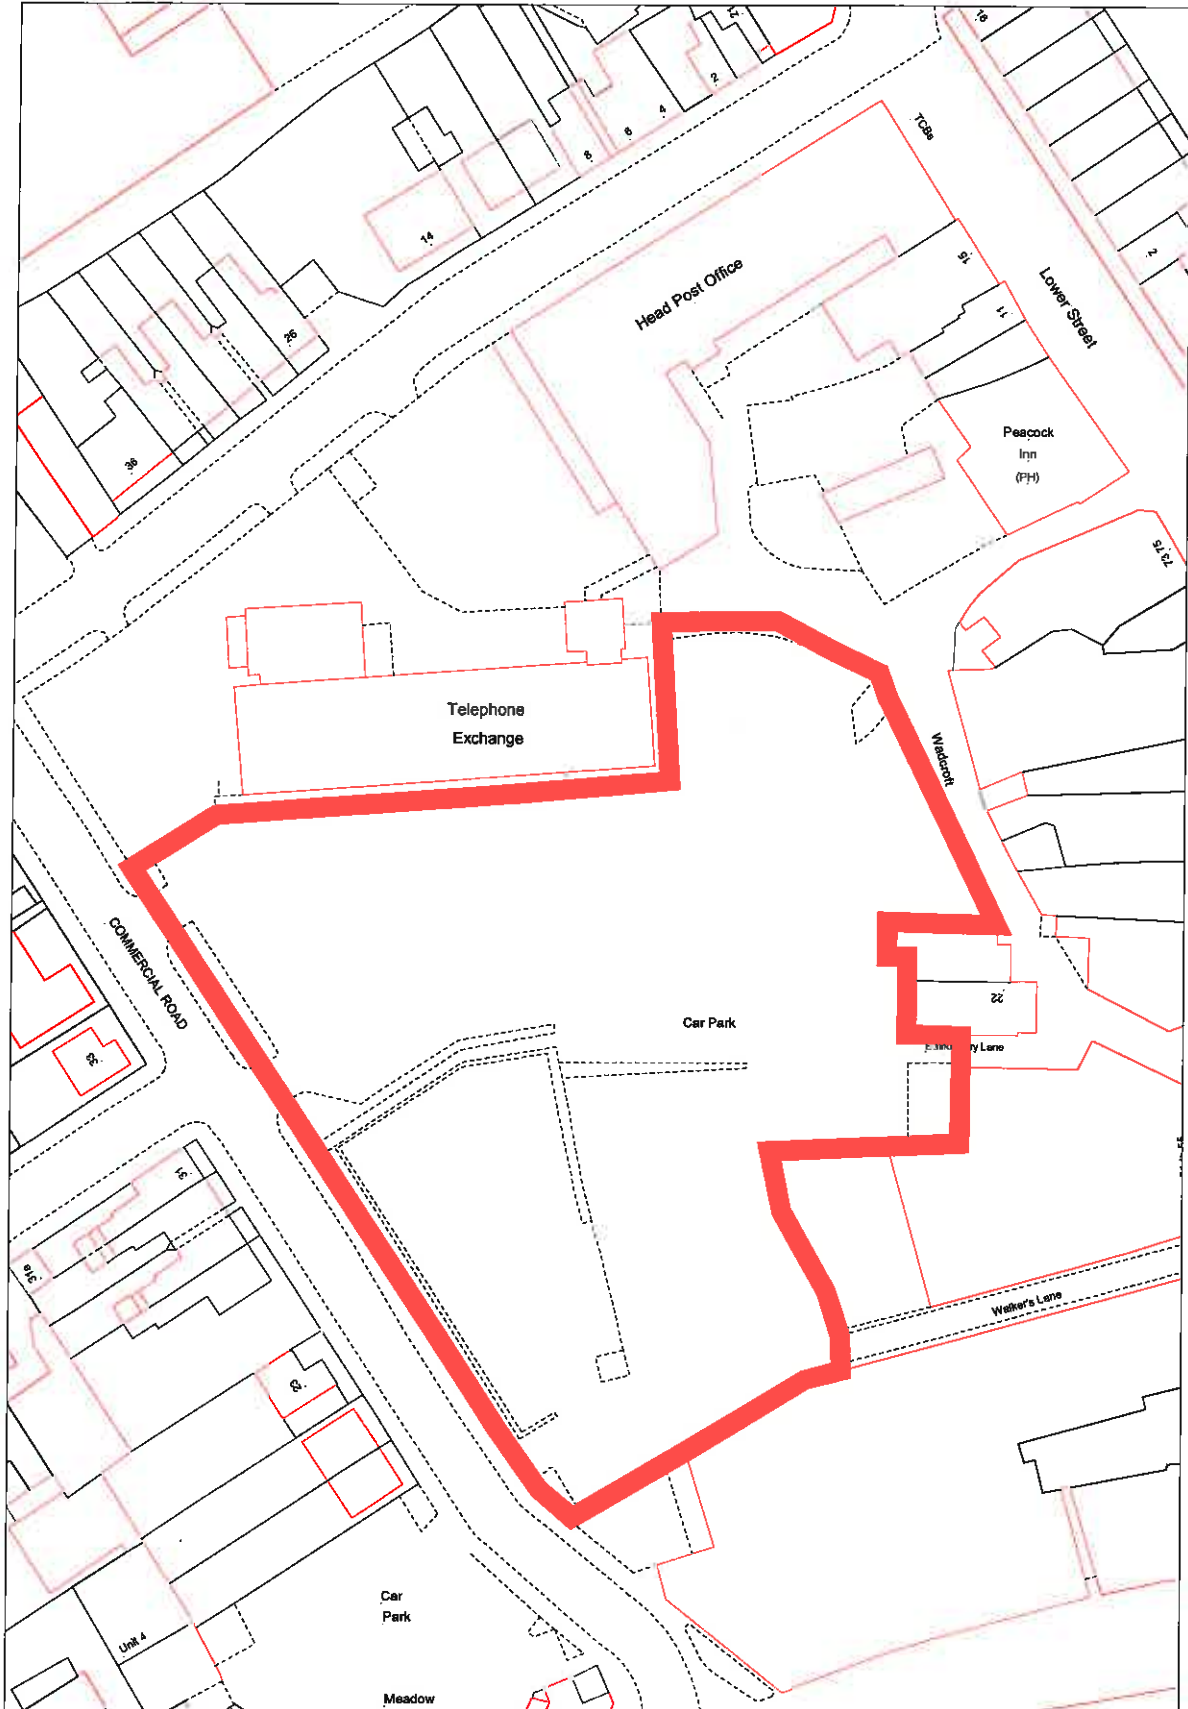 18
21
2
4
6
8
TCBs
14
2
15
Lower Street
Head Post Office
11
26
Peacock
Inn
(PH)
36
73.75
Telephone
Exchange
Wadcroft
COMMERCIAL ROAD
22
Car Park
Lane
33
31
31a
Walker's Lane
23
Car
Park
Unit 4
Meadow